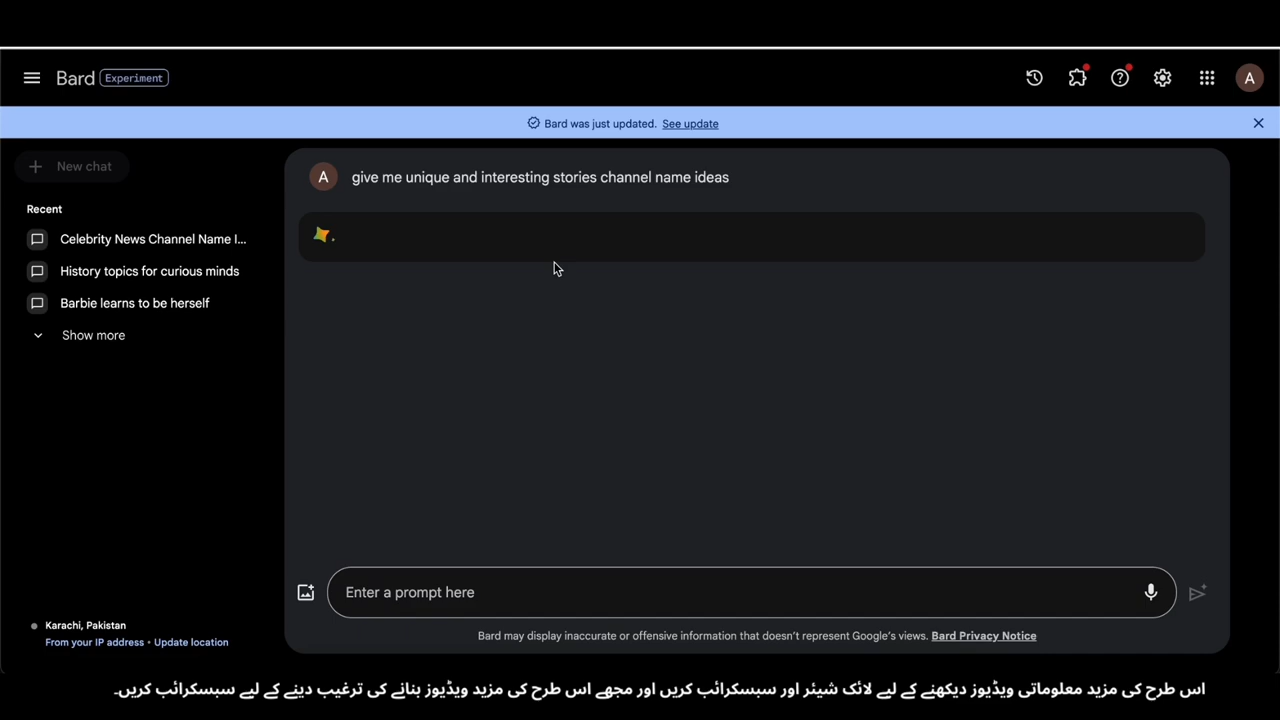 Bard Experiment
A
Bard was just updated. See update
New chat
A give me unique and interesting stories channel name ideas
Recent
Celebrity News Channel Name I...
History topics for curious minds
Barbie learns to be herself
Show more
Enter a prompt here
Karachi, Pakistan
From your IP address • Update location
Bard may display inaccurate or offensive information that doesn't represent Google's views. Bard Privacy Notice
اس طرح کی مزید معلوماتی ویڈیوز دیکھنے کے لیے لائک شیئر اور سبسکرائب کریں اور مجھے اس طرح کی مزید ویڈیوز بنانے کی ترغیب دینے کے لیے سبسکرائب کریں۔